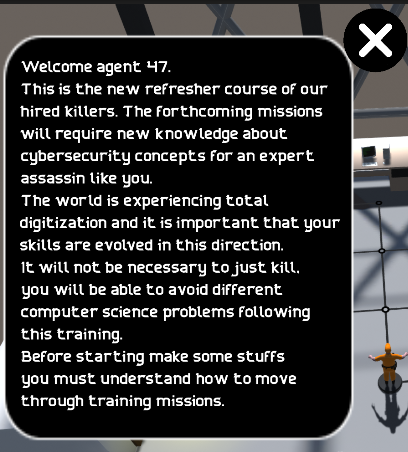 Welcome agent 47.
This is the new refresher course of our
hired killers. The forthcoming missions
will require new knowledge about
cybersecurity concepts for an expert
assassin like you.
The world is experiencing total
digitization and it is important that your
skills are evolved in this direction.
It will not be necessary to just kill,
you will be able to avoid different
computer science problems following
this training.
Before starting make some stuffs
you must understand how to move
through training missions.